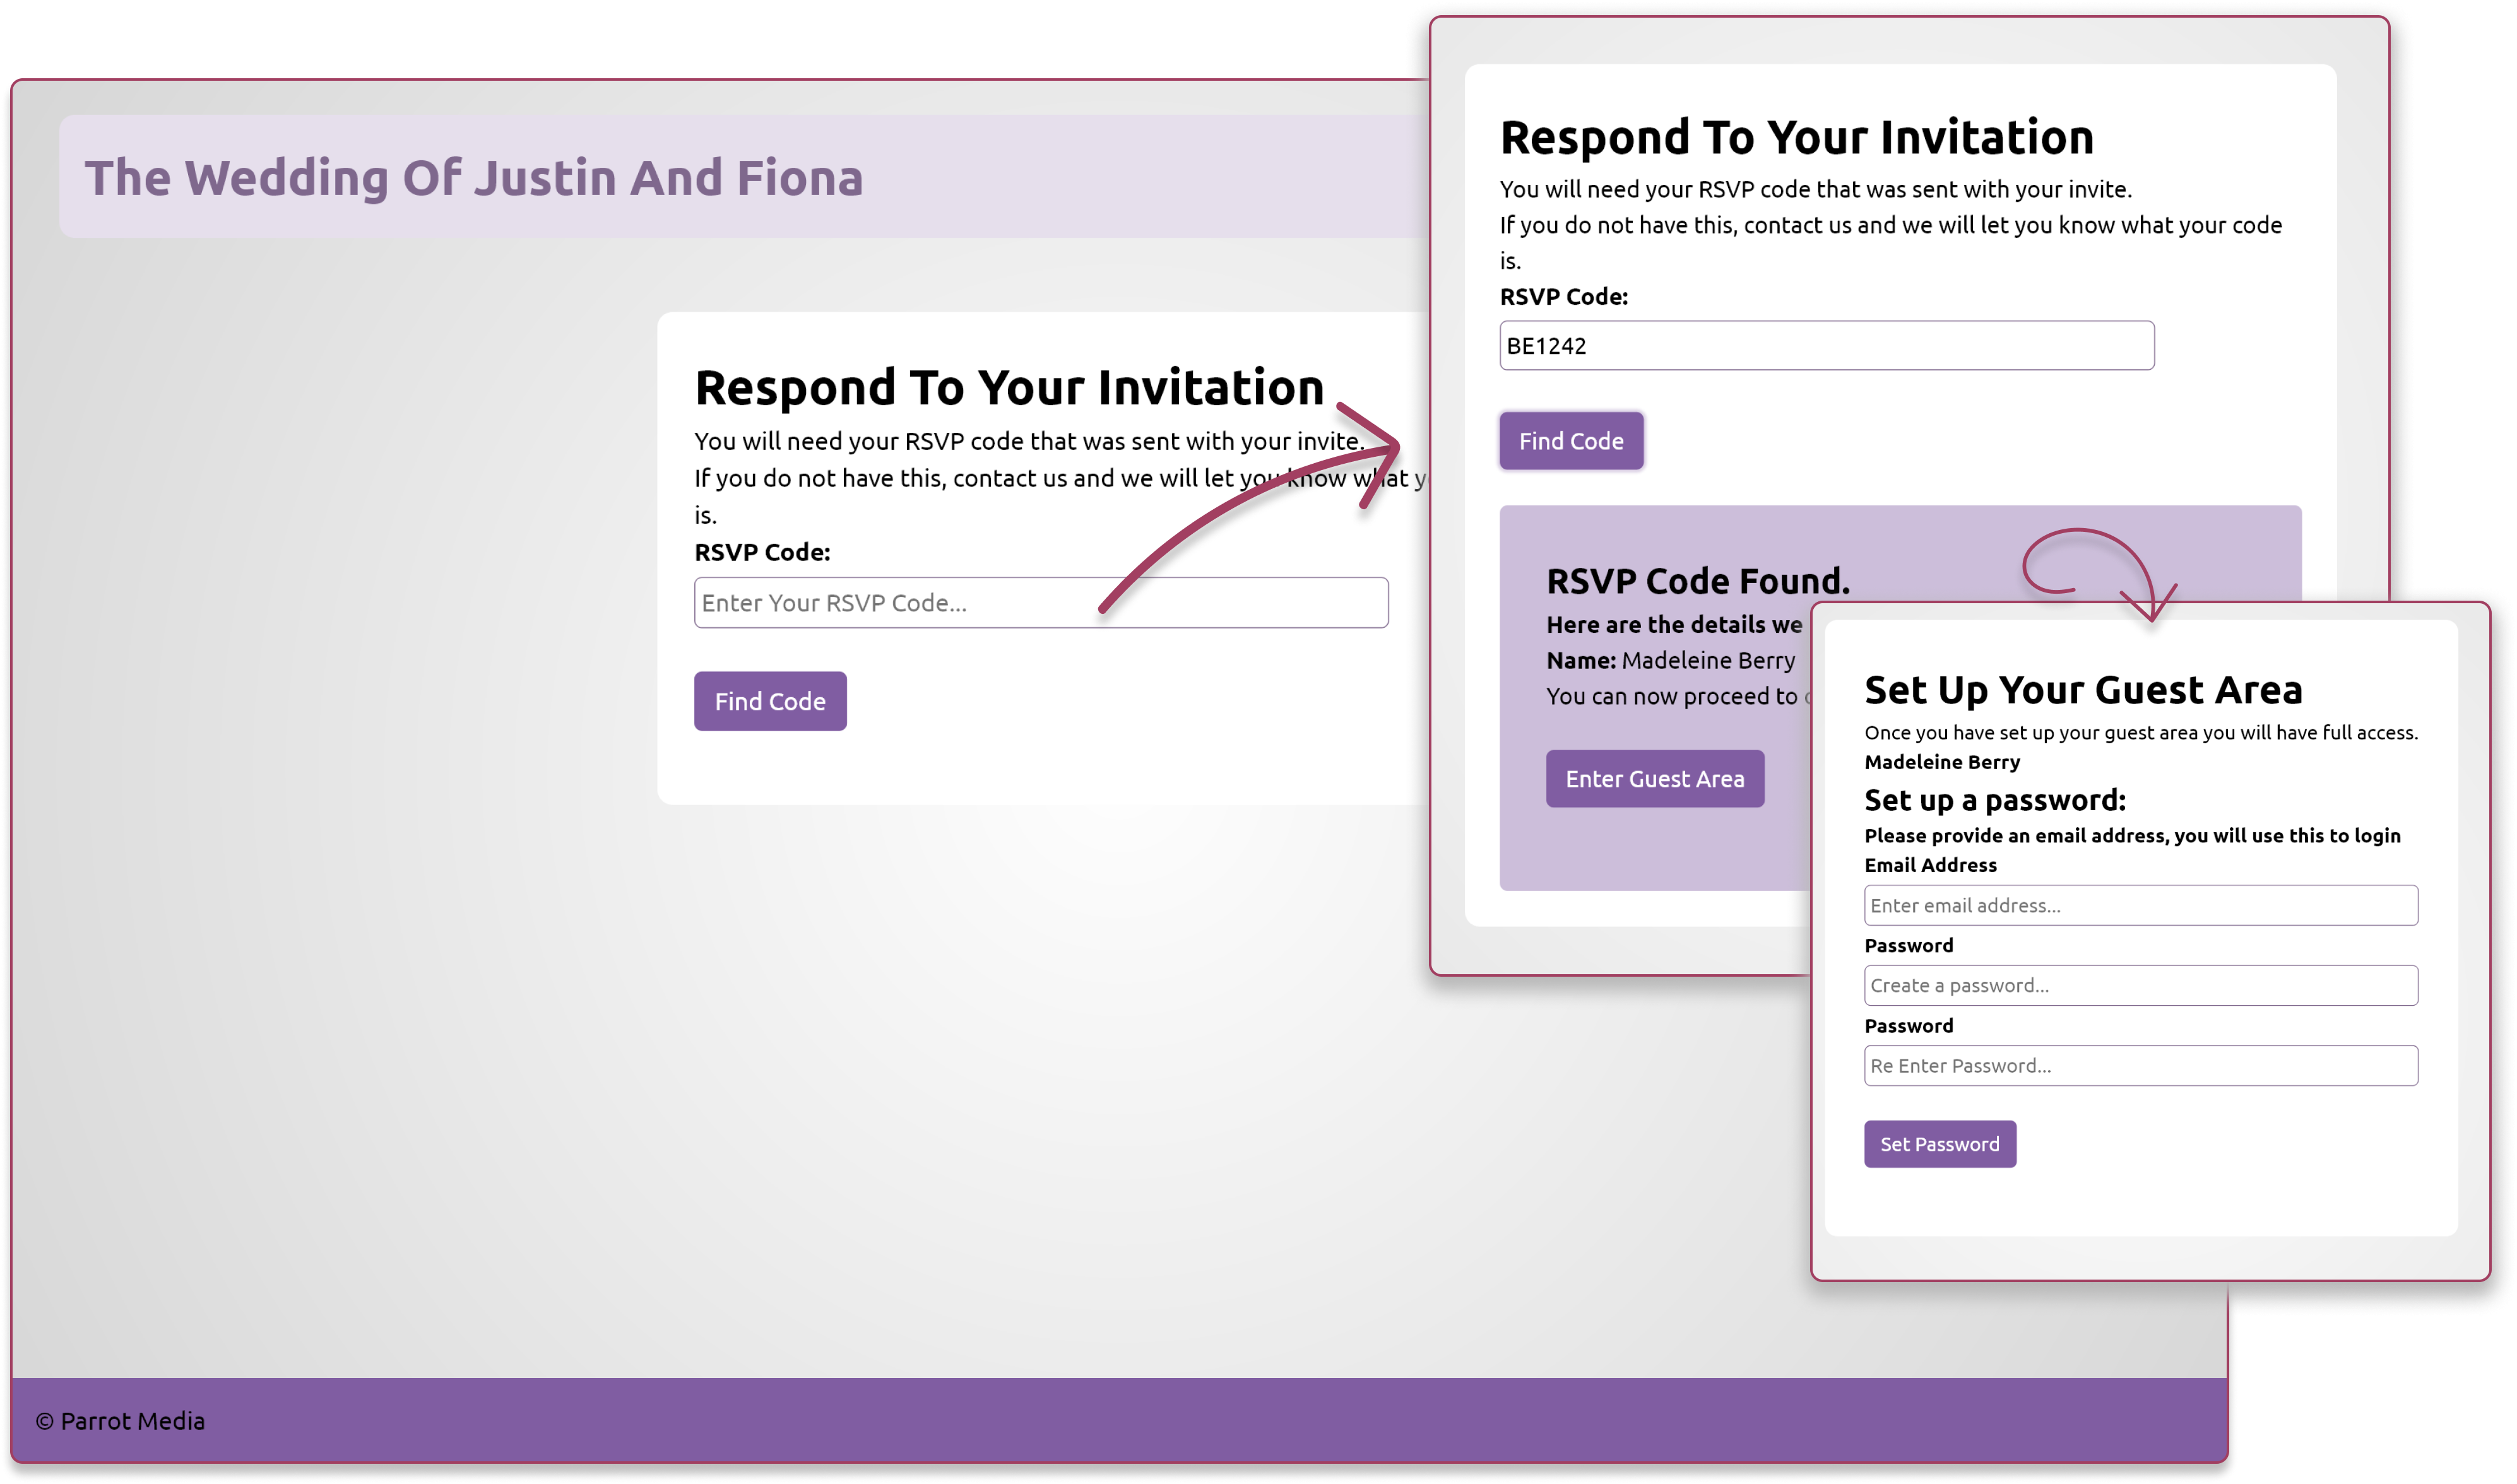 The Wedding Of Justin And Fiona
Respond To Your Invitation
You will need your RSVP code that was sent with your invite.
If you do not have this, contact us and we will let you know what y
is.
RSVP Code:
Enter Your RSVP Code...
Find Code
© Parrot Media
Respond To Your Invitation
You will need your RSVP code that was sent with your invite.
If you do not have this, contact us and we will let you know what your code
is.
RSVP Code:
BE1242
Find Code
RSVP Code Found.
Here are the details we
Name: Madeleine Berry
You can now proceed to
Enter Guest Area
Set Up Your Guest Area
Once you have set up your guest area you will have full access.
Madeleine Berry
Set up a password:
Please provide an email address, you will use this to login
Email Address
Enter email address...
Password
Create a password...
Password
Re Enter Password...
Set Password